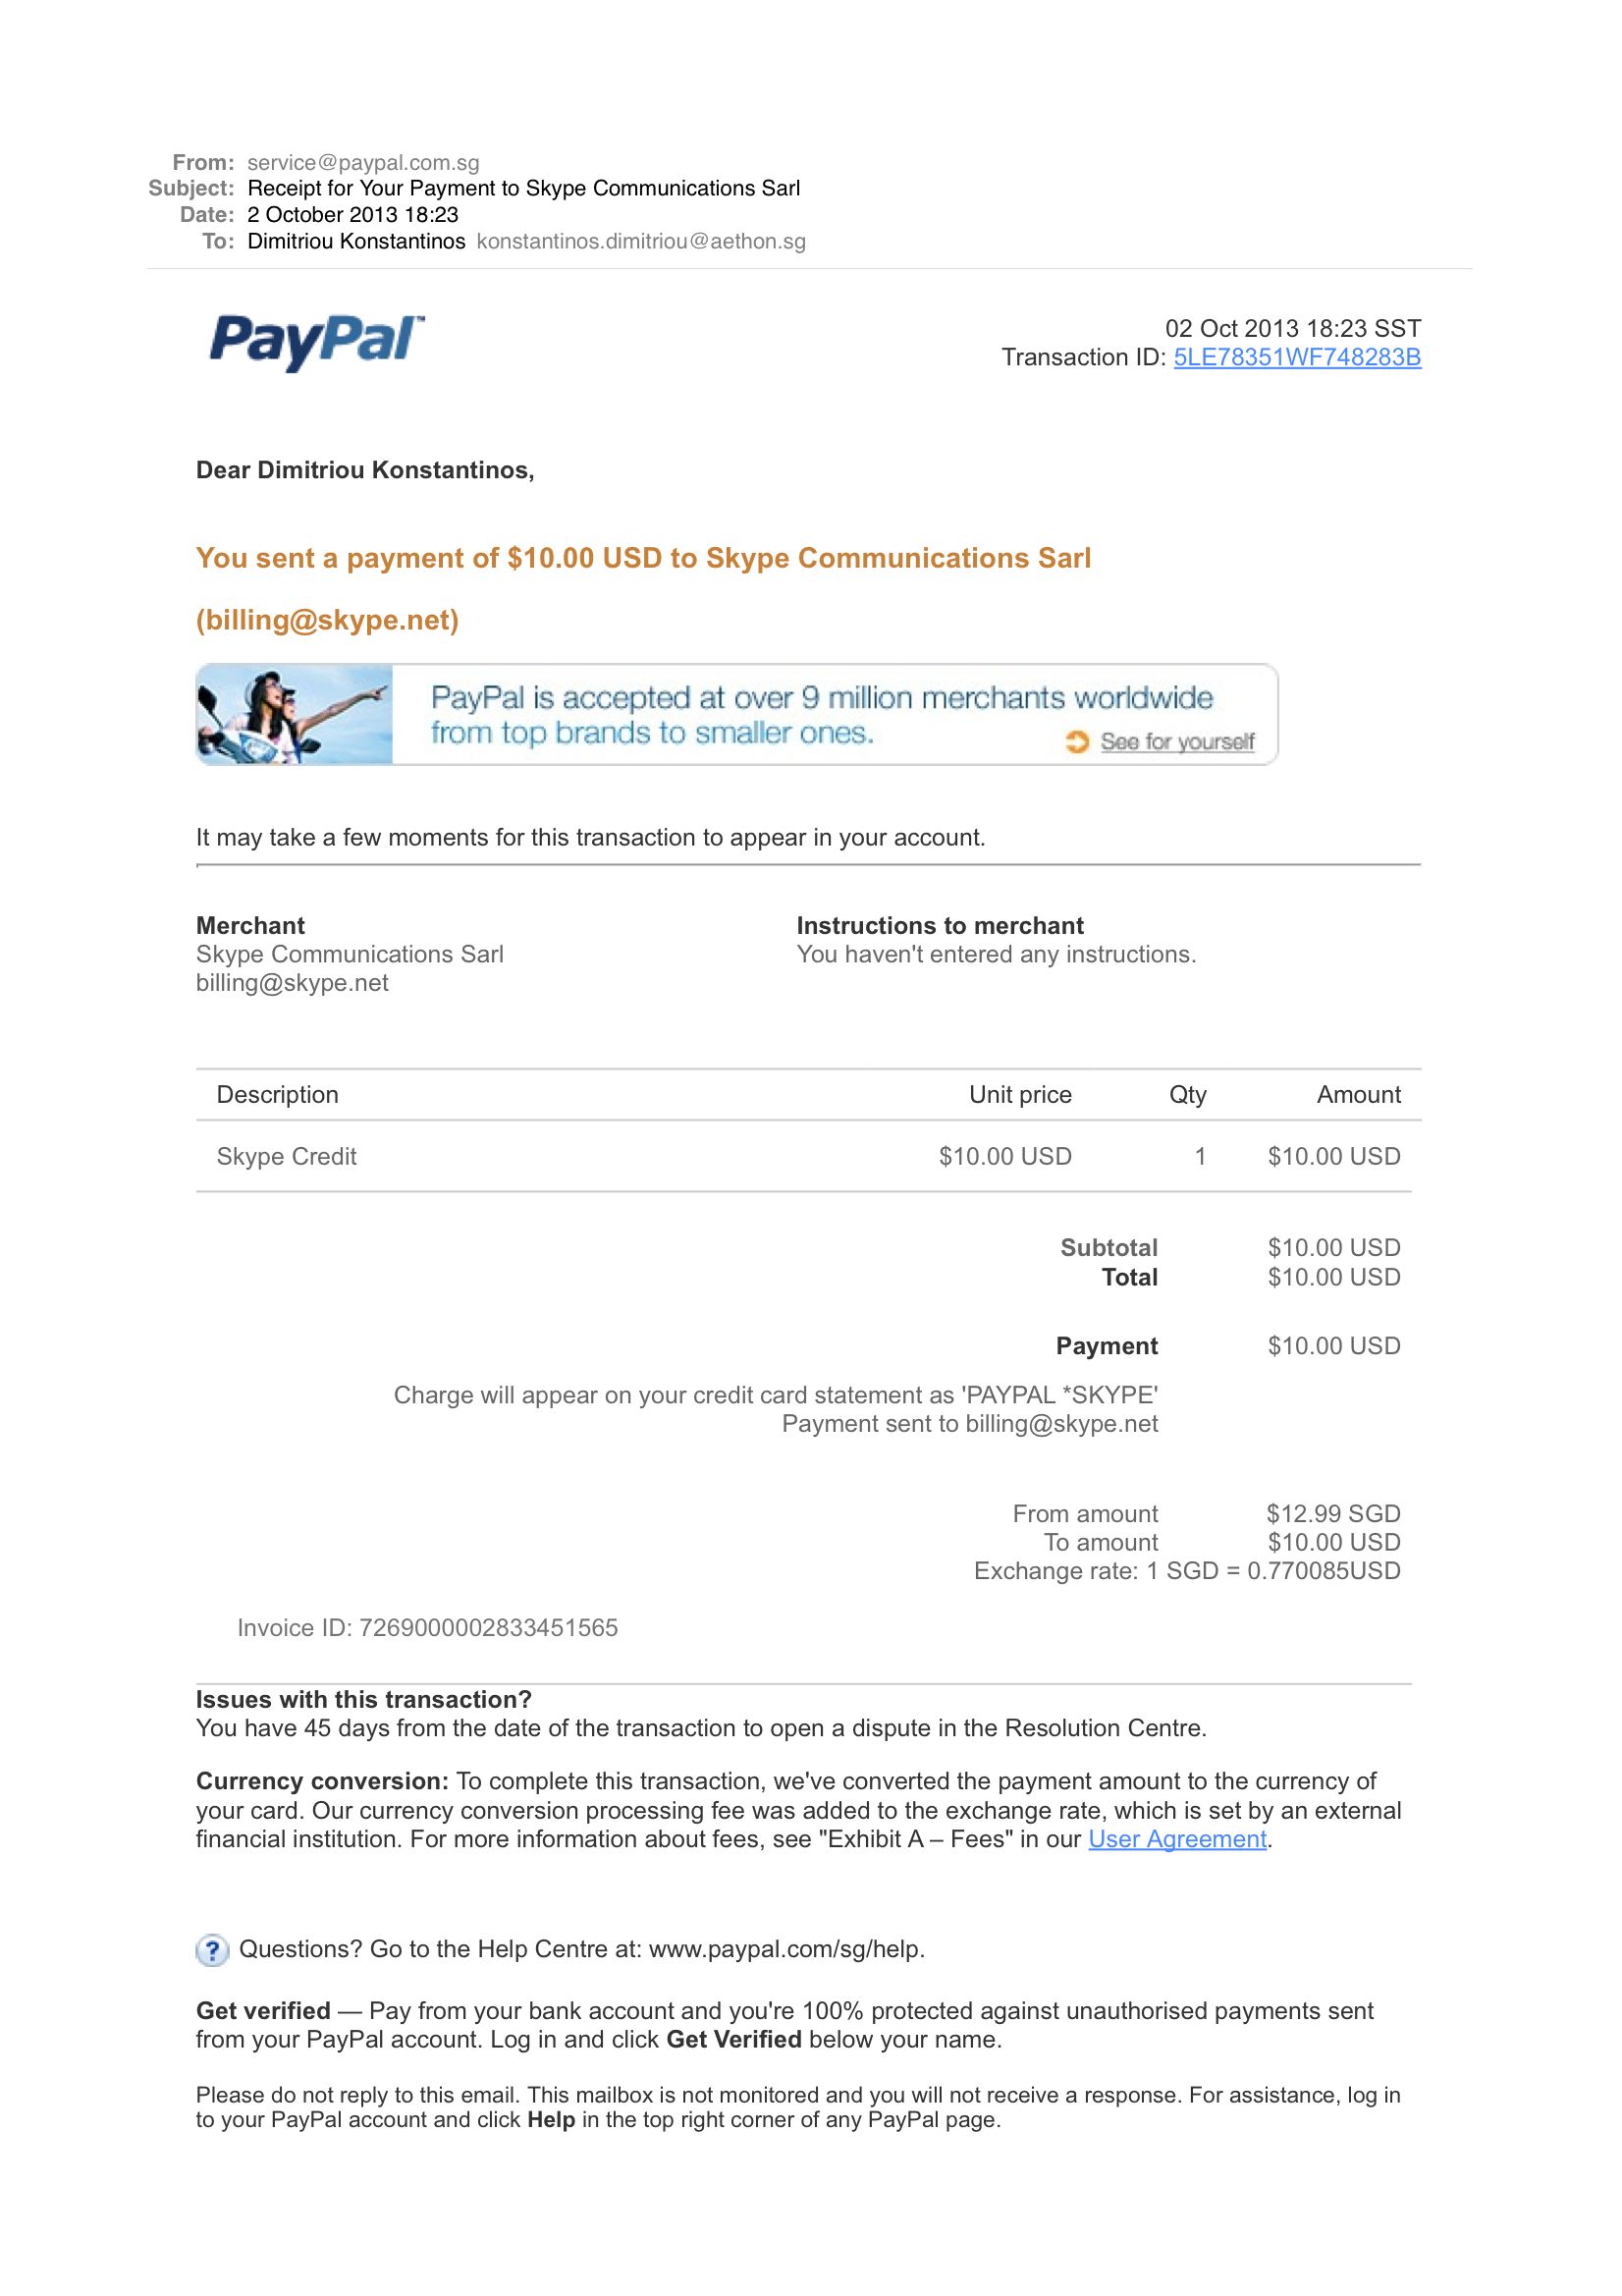 From: service@paypal.com.sg
Subject: Receipt for Your Payment to Skype Communications Sarl
Date: 2 October 2013 18:23
To: Dimitriou Konstantinos konstantinos.dimitriou@aethon.sg
PayPal™
02 Oct 2013 18:23 SST
Transaction ID: 5LE78351WF748283B
Dear Dimitriou Konstantinos,
You sent a payment of $10.00 USD to Skype Communications Sarl
(billing@skype.net)
PayPal is accepted at over 9 million merchants worldwide
from top brands to smaller ones.
See for yourself
It may take a few moments for this transaction to appear in your account.
Merchant
Skype Communications Sarl
billing@skype.net
Instructions to merchant
You haven't entered any instructions.
Description Unit price Qty Amount
Skype Credit $10.00 USD 1 $10.00 USD
Subtotal $10.00 USD
Total $10.00 USD
Payment $10.00 USD
Charge will appear on your credit card statement as 'PAYPAL *SKYPE'
Payment sent to billing@skype.net
From amount $12.99 SGD
To amount $10.00 USD
Exchange rate: 1 SGD = 0.770085USD
Invoice ID: 7269000002833451565
Issues with this transaction?
You have 45 days from the date of the transaction to open a dispute in the Resolution Centre.
Currency conversion: To complete this transaction, we've converted the payment amount to the currency of
your card. Our currency conversion processing fee was added to the exchange rate, which is set by an external
financial institution. For more information about fees, see "Exhibit A – Fees" in our User Agreement.
? Questions? Go to the Help Centre at: www.paypal.com/sg/help.
Get verified — Pay from your bank account and you're 100% protected against unauthorised payments sent
from your PayPal account. Log in and click Get Verified below your name.
Please do not reply to this email. This mailbox is not monitored and you will not receive a response. For assistance, log in
to your PayPal account and click Help in the top right corner of any PayPal page.